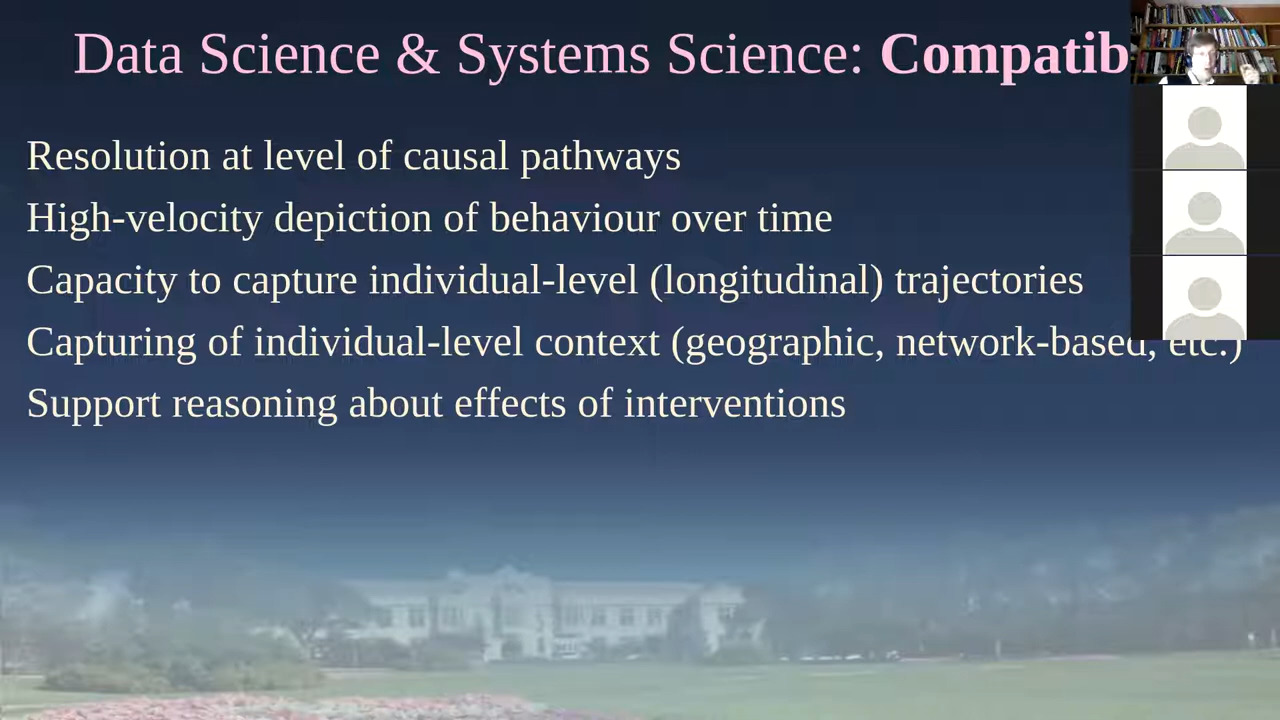 Data Science & Systems Science: Compatib
Resolution at level of causal pathways
High-velocity depiction of behaviour over time
Capacity to capture individual-level (longitudinal) trajectories
Capturing of individual-level context (geographic, network-based, etc.)
Support reasoning about effects of interventions